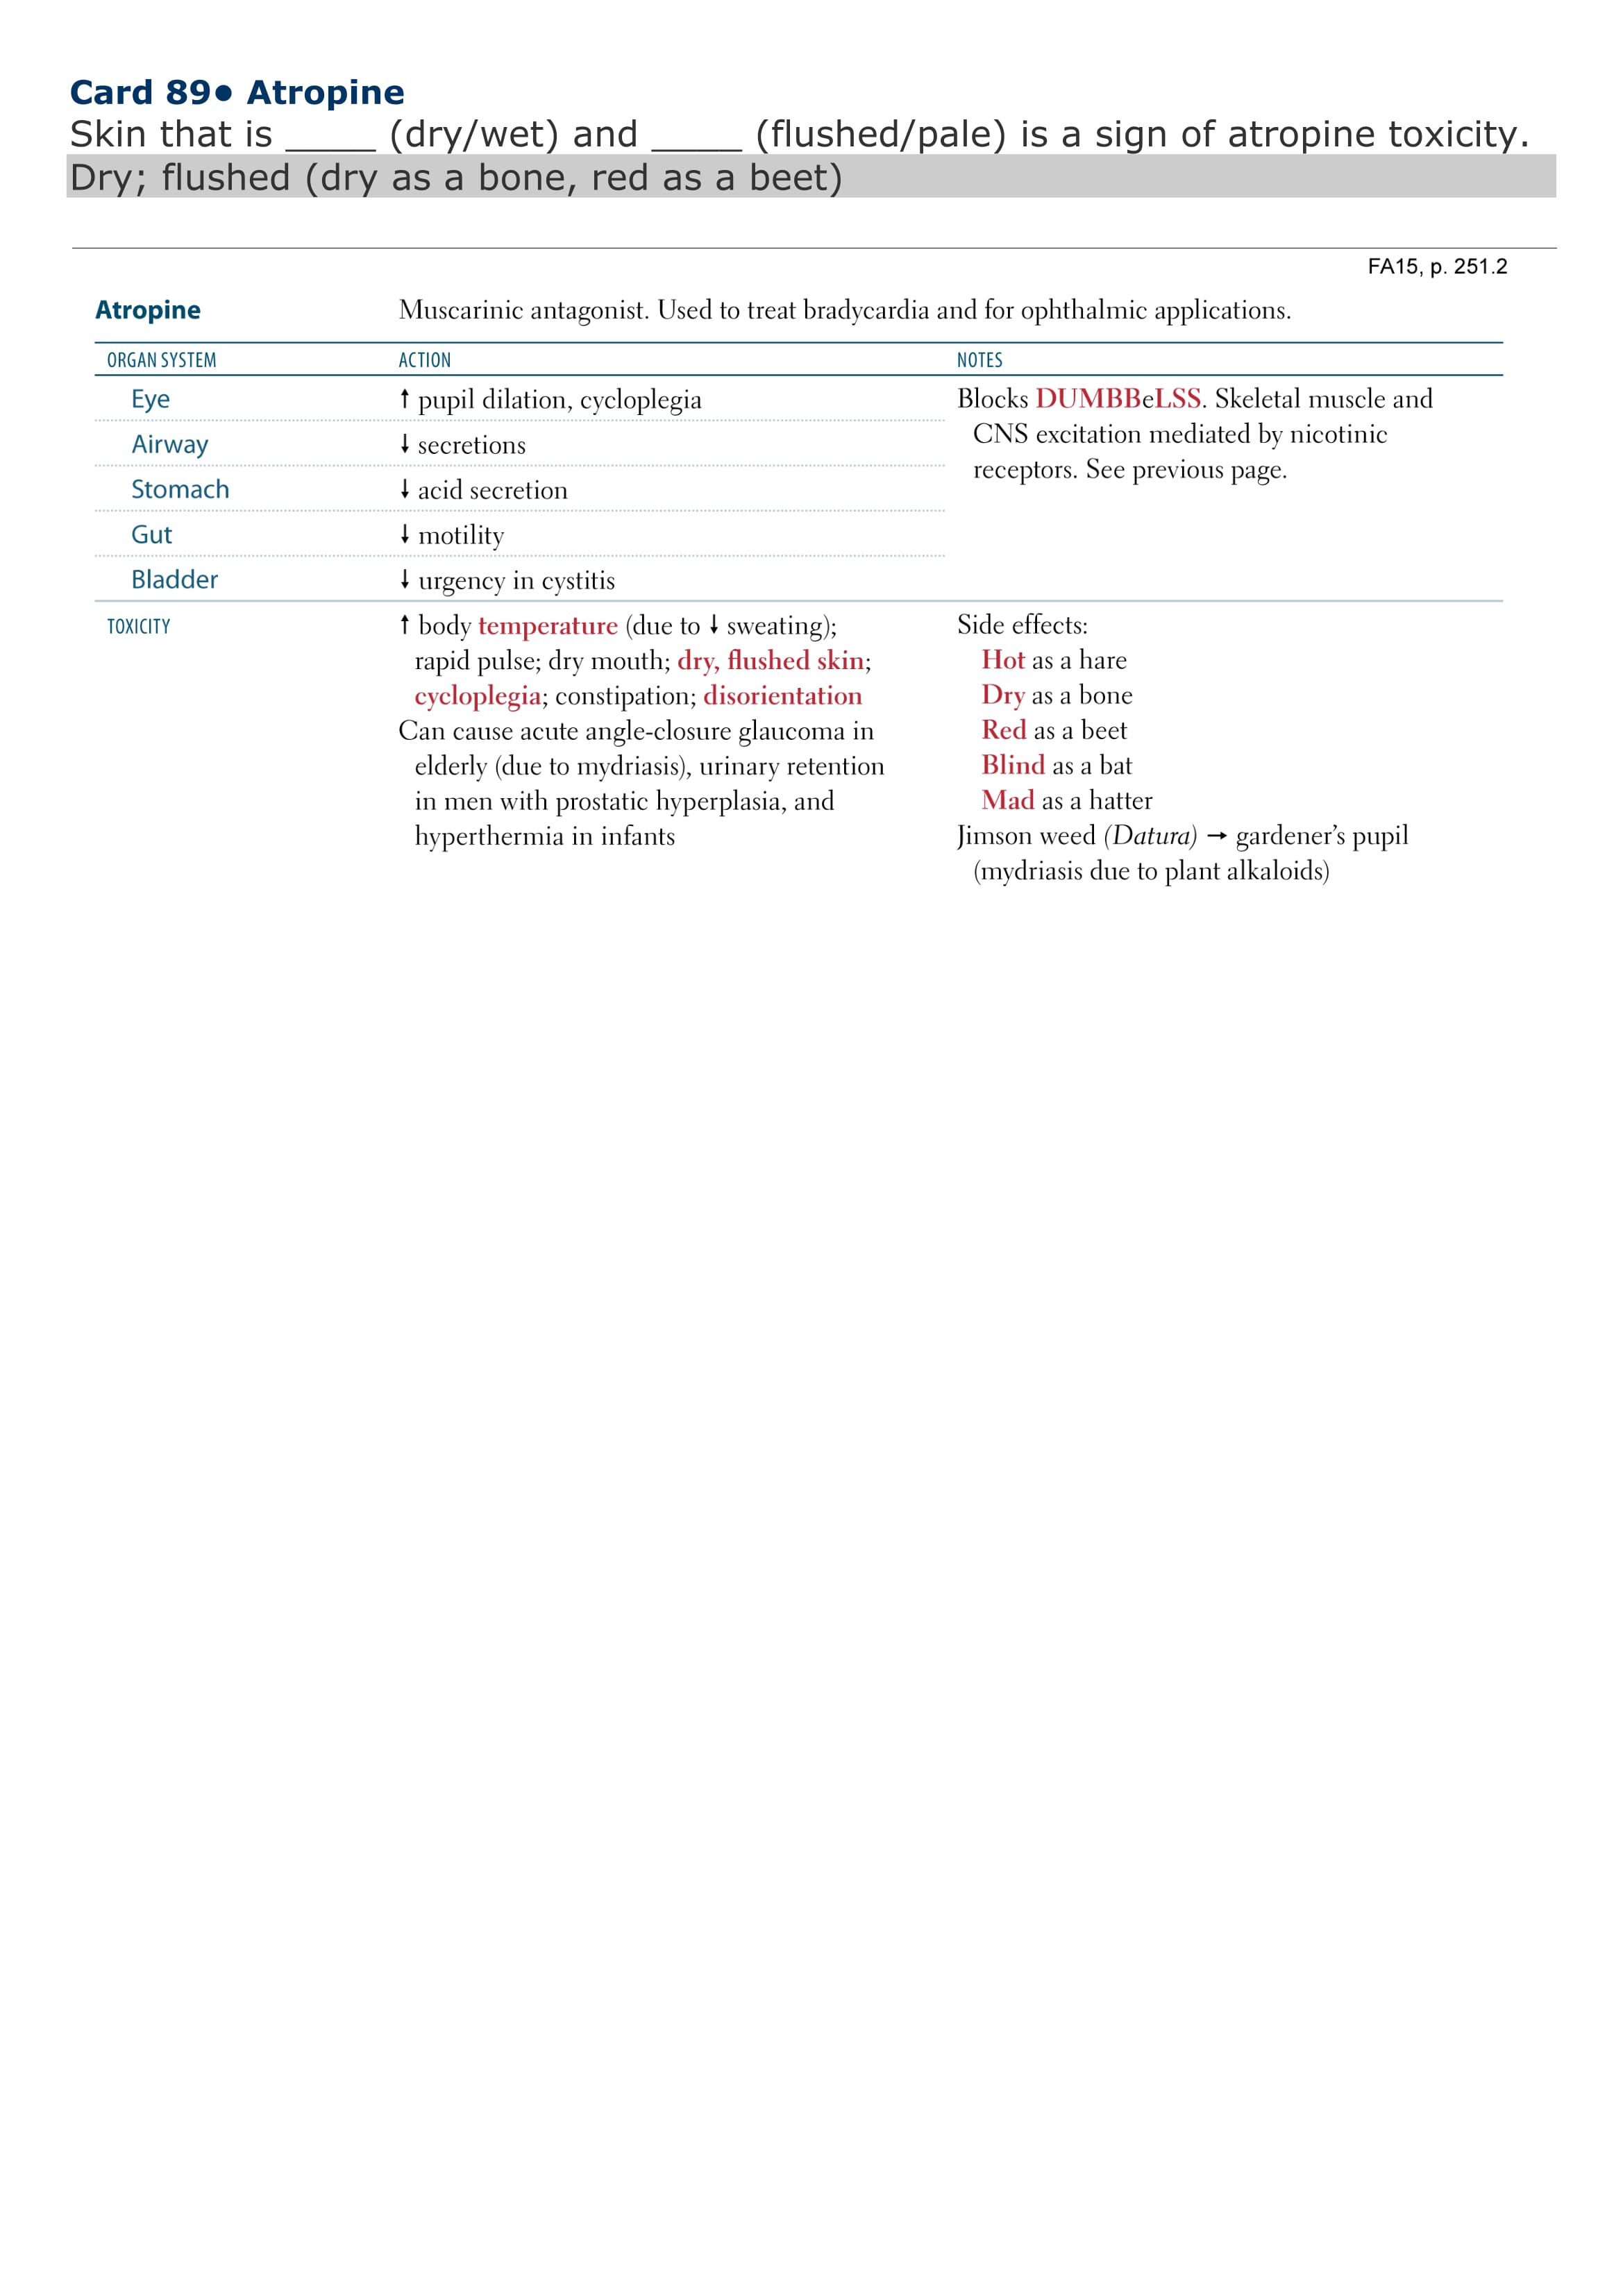 Card 89● Atropine
Skin that is _____ (dry/wet) and _____ (flushed/pale) is a sign of atropine toxicity.
Dry; flushed (dry as a bone, red as a beet)
FA15, p. 251.2
Atropine Muscarinic antagonist. Used to treat bradycardia and for ophthalmic applications.
ORGAN SYSTEM ACTION NOTES
Eye ↑ pupil dilation, cycloplegia Blocks DUMBBeLSS. Skeletal muscle and
CNS excitation mediated by nicotinic
Airway ↓ secretions
receptors. See previous page.
Stomach ↓ acid secretion
Gut ↓ motility
Bladder ↓ urgency in cystitis
TOXICITY ↑ body temperature (due to ↓ sweating); Side effects:
rapid pulse; dry mouth; dry, flushed skin; Hot as a hare
cycloplegia; constipation; disorientation Dry as a bone
Can cause acute angle-closure glaucoma in Red as a beet
elderly (due to mydriasis), urinary retention Blind as a bat
in men with prostatic hyperplasia, and Mad as a hatter
hyperthermia in infants Jimson weed (Datura) → gardener’s pupil
(mydriasis due to plant alkaloids)